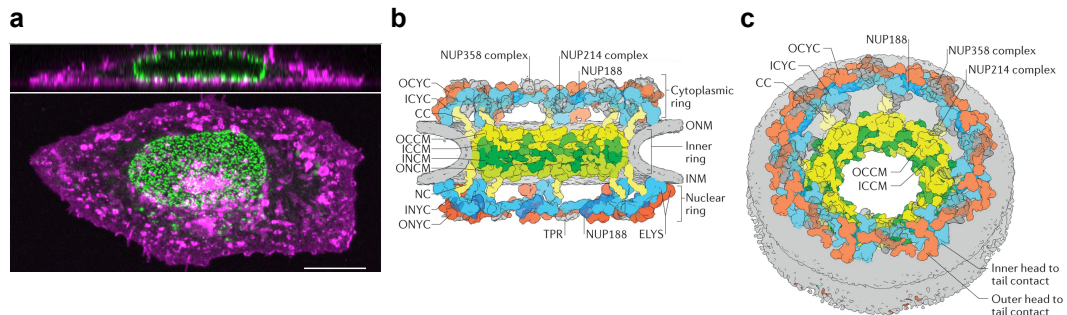 a
b
c
NUP358 complex
NUP214 complex
NUP188
OCYC
ICYC
CC
Cytoplasmic
ring
ONM
OCCM
ICCM
INCM
ONCM
Inner
ring
INM
NC
INYC
ONYC
Nuclear
ring
TPR
NUP188
ELYS
NUP188
OCYC
ICYC
CC
NUP358 complex
NUP214 complex
OCCM
ICCM
Inner head to
tail contact
Outer head to
tail contact